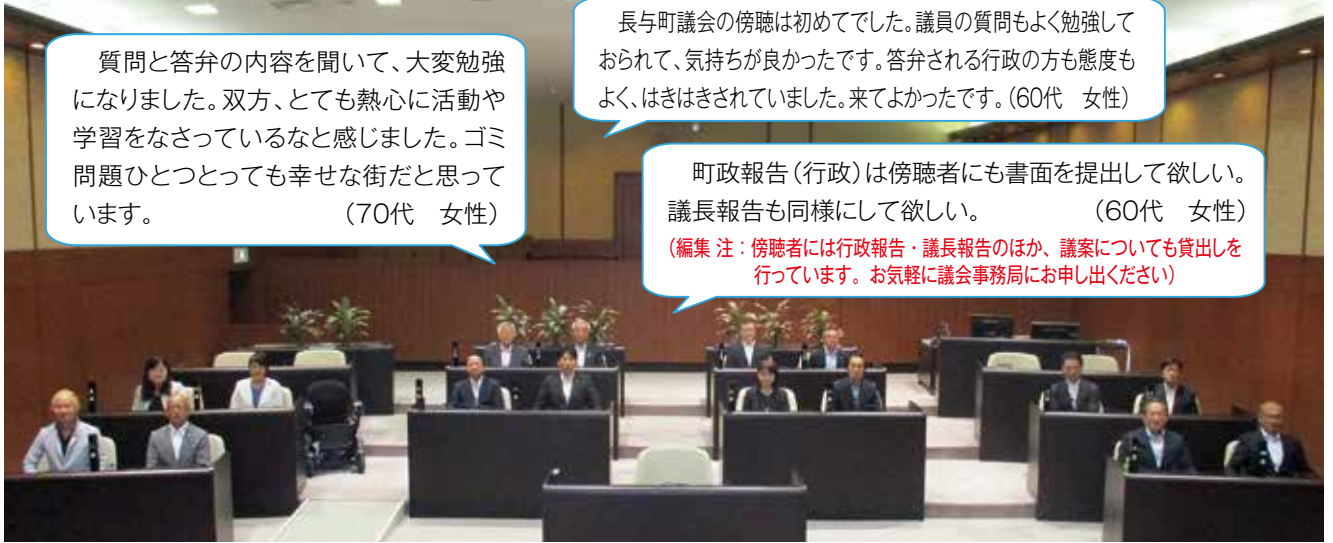 質問と答弁の内容を聞いて、大変勉強
になりました。双方、とても熱心に活動や
学習をなさっているなと感じました。ゴミ
問題ひとつとっても幸せな街だと思って
います。　（70代　女性）
長与町議会の傍聴は初めてでした。議員の質問もよく勉強して
おられて、気持ちが良かったです。答弁される行政の方も態度も
よく、はきはきされていました。来てよかったです。（60代　女性）
町政報告（行政）は傍聴者にも書面を提出して欲しい。
議長報告も同様にして欲しい。　（60代　女性）
（編集 注：傍聴者には行政報告・議長報告のほか、議案についても貸出しを
行っています。お気軽に議会事務局にお申し出ください）